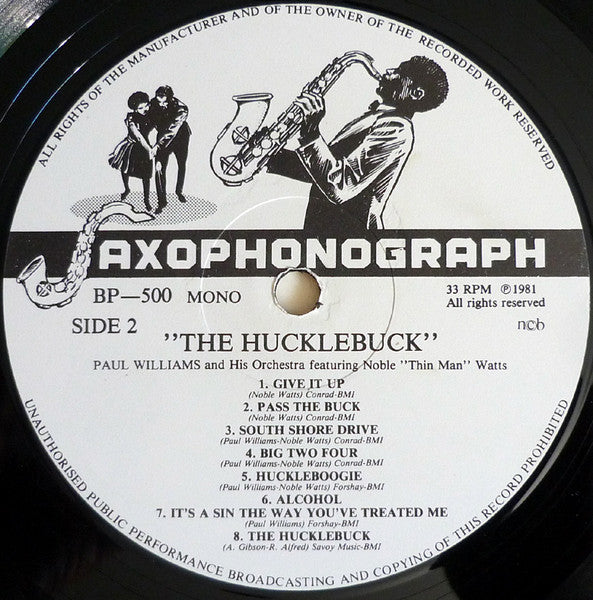 ALL RIGHTS OF THE MANUFACTURER AND OF THE OWNER OF THE RECORDED WORK RESERVED
SAXOPHONOGRAPH
BP—500 MONO
33 RPM ℗1981
All rights reserved
SIDE 2
ncb
"THE HUCKLEBUCK"
PAUL WILLIAMS and His Orchestra featuring Noble "Thin Man" Watts
1. GIVE IT UP
(Noble Watts) Conrad-BMI
2. PASS THE BUCK
(Noble Watts) Conrad-BMI
3. SOUTH SHORE DRIVE
(Paul Williams-Noble Watts) Conrad-BMI
4. BIG TWO FOUR
(Paul Williams-Noble Watts) Conrad-BMI
5. HUCKLEBOOGIE
(Paul Williams-Noble Watts) Forshay-BMI
6. ALCOHOL
7. IT'S A SIN THE WAY YOU'VE TREATED ME
(Paul Williams) Forshay-BMI
8. THE HUCKLEBUCK
(A. Gibson-R. Alfred) Savoy Music-BMI
UNAUTHORISED PUBLIC PERFORMANCE BROADCASTING AND COPYING OF THIS RECORD PROHIBITED